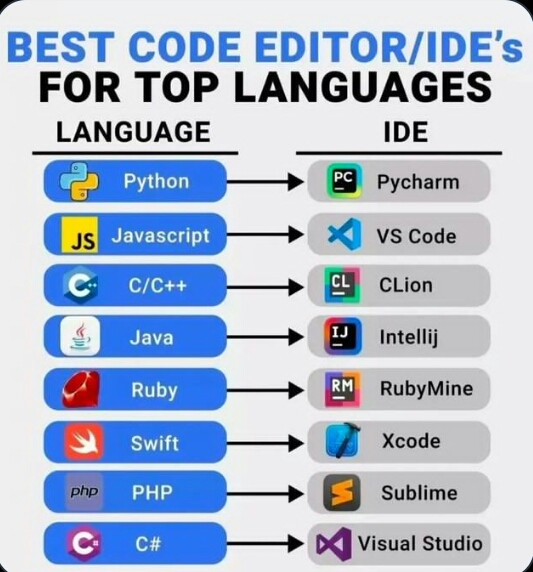 BEST CODE EDITOR/IDE's
FOR TOP LANGUAGES
LANGUAGE IDE
Python PC Pycharm
JS Javascript VS Code
C++ C/C++ CL CLion
Java IJ Intellij
Ruby RM RubyMine
Swift Xcode
php PHP Sublime
C# C# Visual Studio